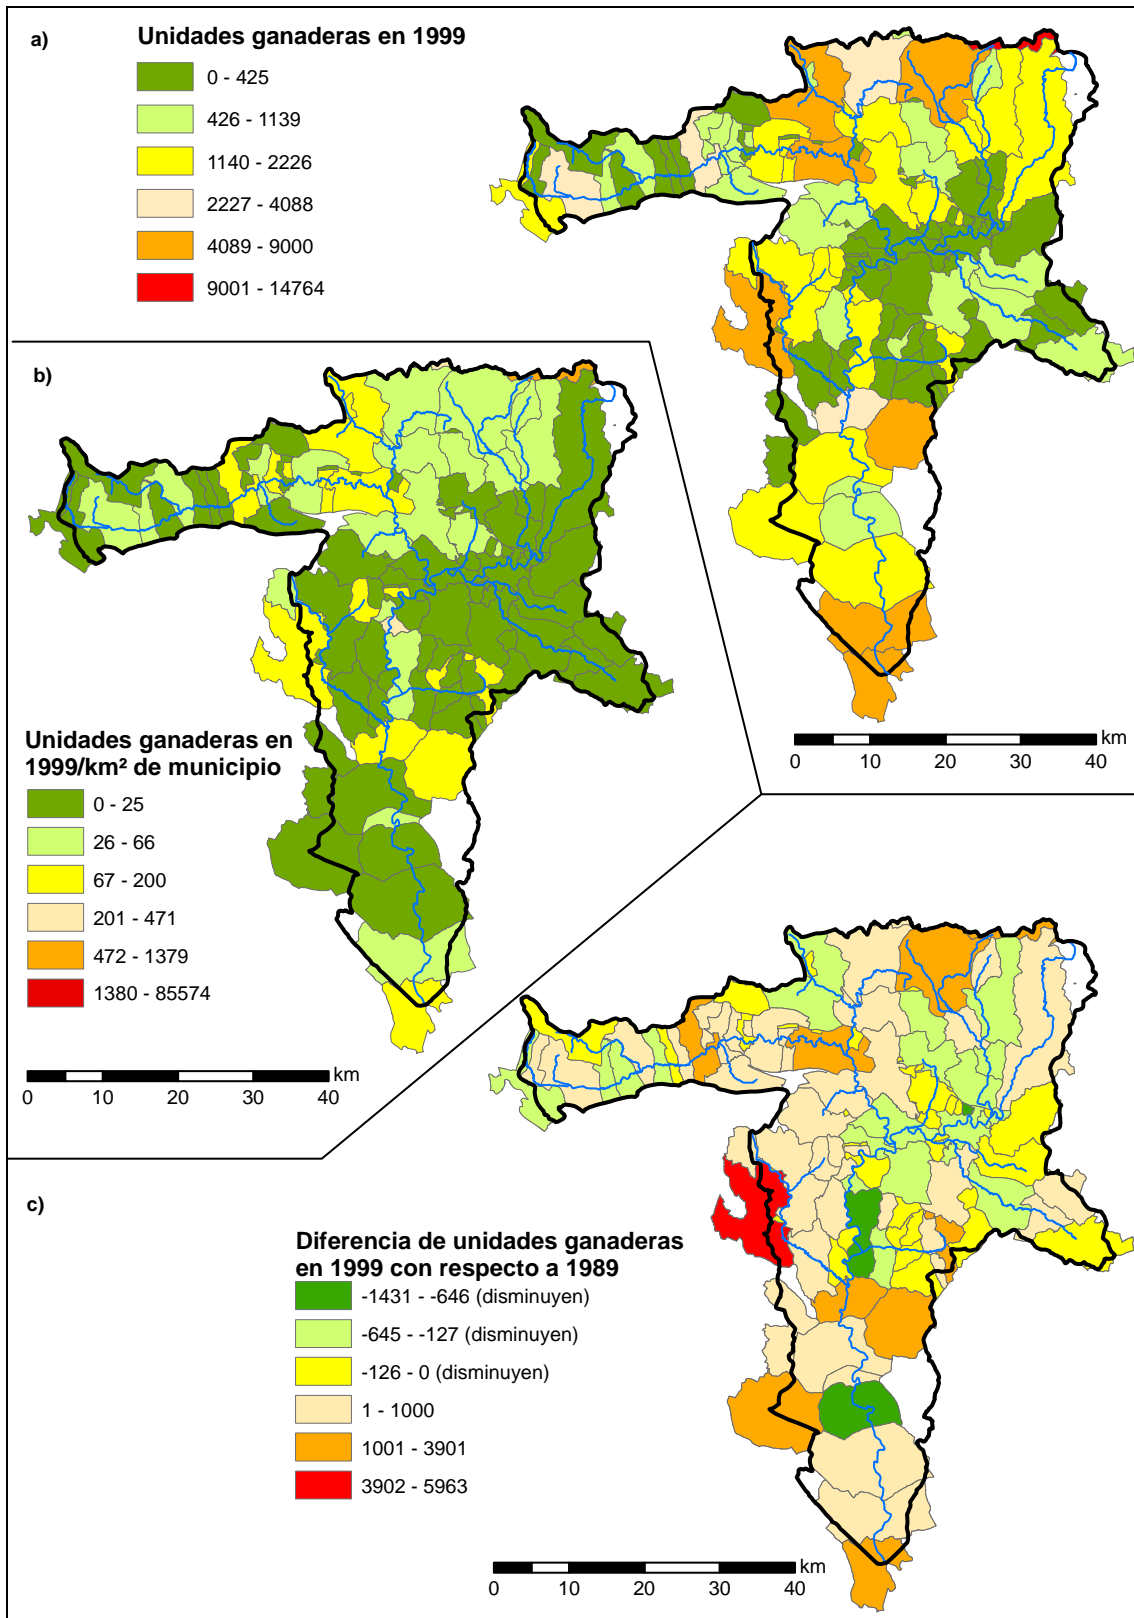 a)
Unidades ganaderas en 1999
0 - 425
426 - 1139
1140 - 2226
2227 - 4088
4089 - 9000
9001 - 14764
km
0 10 20 30 40
b)
Unidades ganaderas en
1999/km² de municipio
0 - 25
26 - 66
67 - 200
201 - 471
472 - 1379
1380 - 85574
km
0 10 20 30 40
c)
Diferencia de unidades ganaderas
en 1999 con respecto a 1989
-1431 - -646 (disminuyen)
-645 - -127 (disminuyen)
-126 - 0 (disminuyen)
1 - 1000
1001 - 3901
3902 - 5963
km
0 10 20 30 40